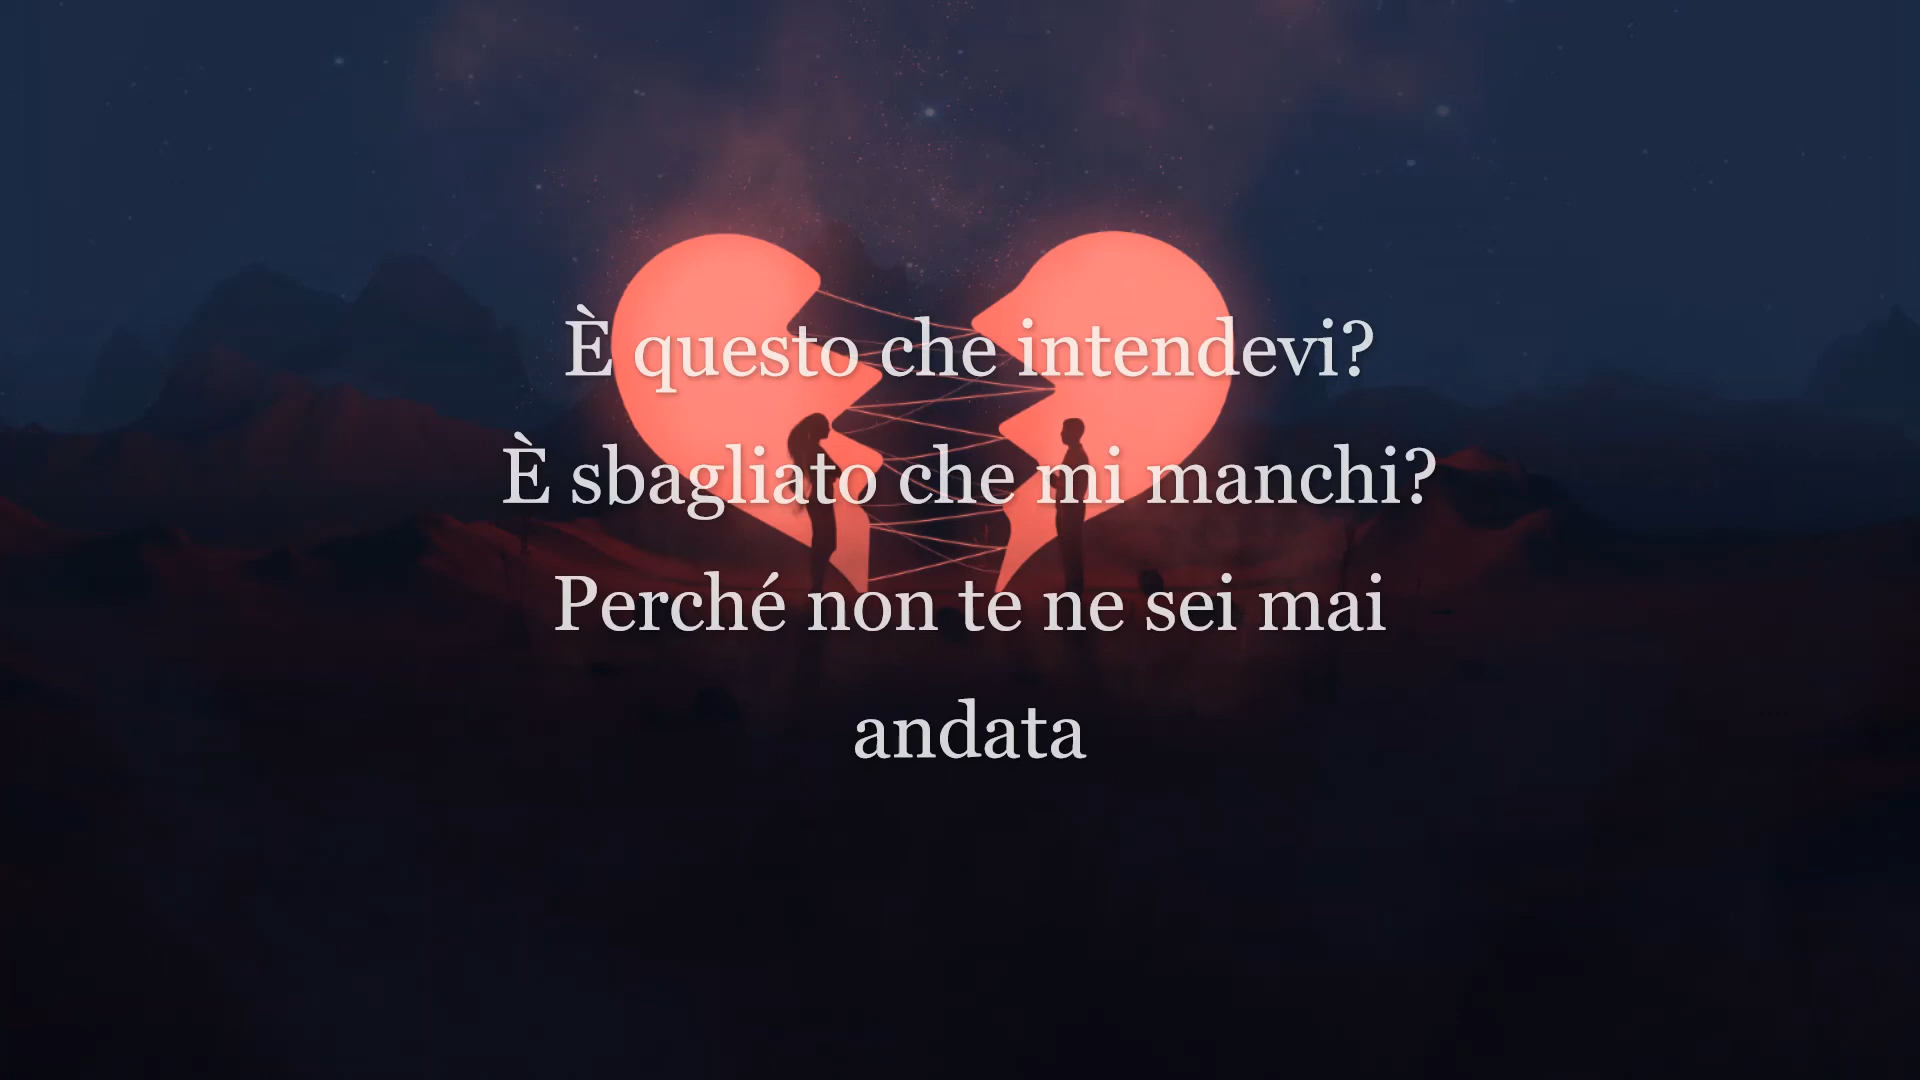 È questo che intendevi?
È sbagliato che mi manchi?
Perché non te ne sei mai
andata